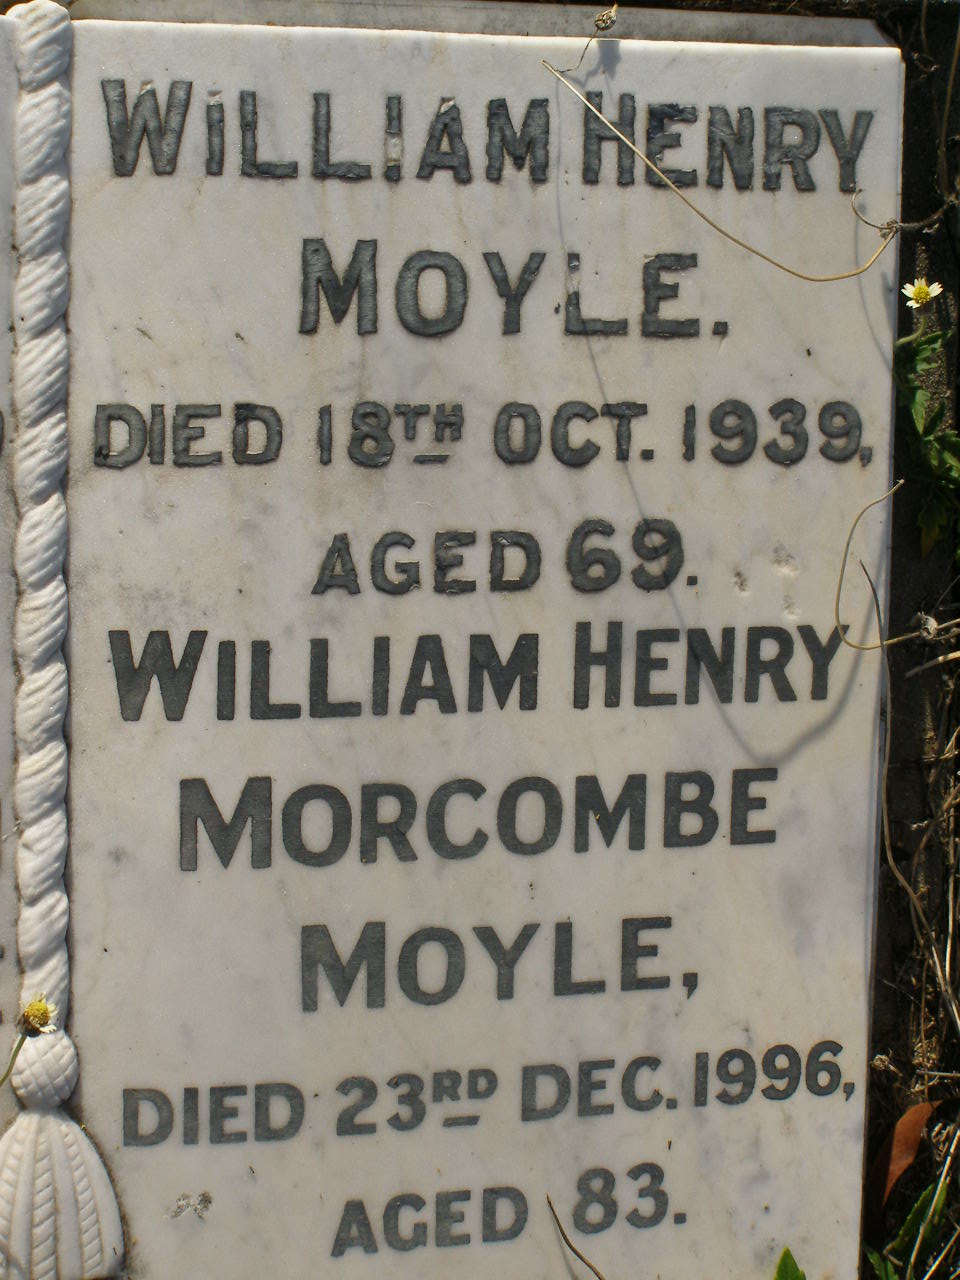 WILLIAM HENRY
MOYLE.
DIED 18TH OCT. 1939,
AGED 69.
WILLIAM HENRY
MORCOMBE
MOYLE,
DIED 23RD DEC. 1996,
AGED 83.